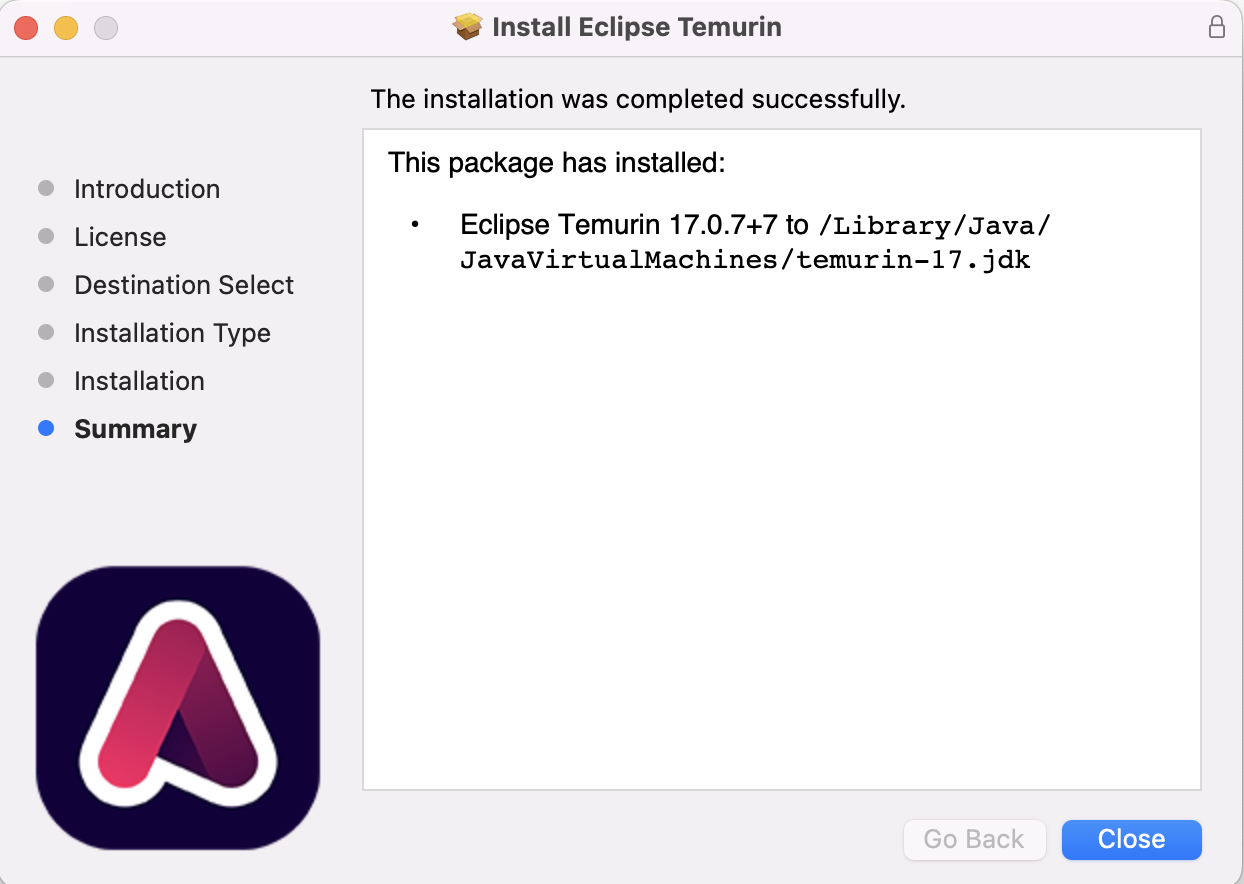 Install Eclipse Temurin
The installation was completed successfully.
Introduction
License
Destination Select
Installation Type
Installation
Summary
This package has installed:
• Eclipse Temurin 17.0.7+7 to /Library/Java/
JavaVirtualMachines/temurin-17.jdk
Go Back
Close